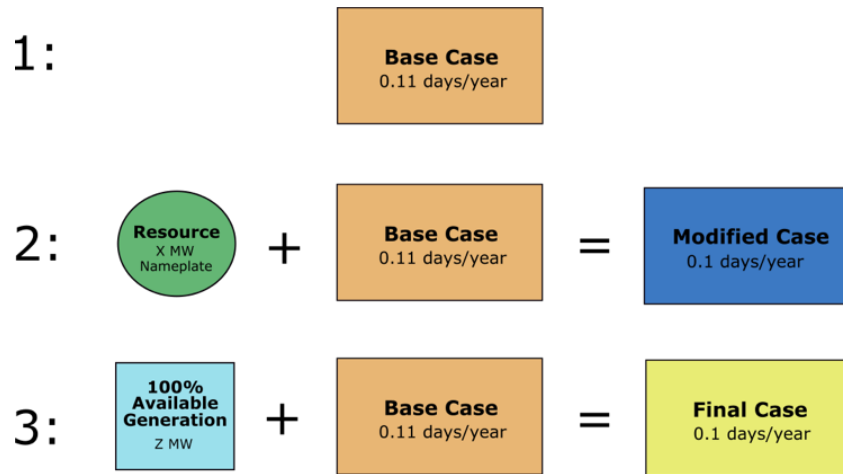 1:
Base Case
0.11 days/year
2:
Resource
X MW
Nameplate
+
Base Case
0.11 days/year
=
Modified Case
0.1 days/year
3:
100%
Available
Generation
Z MW
+
Base Case
0.11 days/year
=
Final Case
0.1 days/year